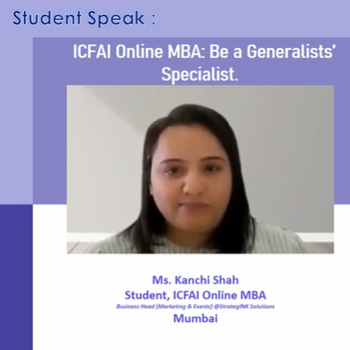 Student Speak :
ICFAI Online MBA: Be a Generalists'
Specialist.
Ms. Kanchi Shah
Student, ICFAI Online MBA
Business Head (Marketing & Events) @StrategINK Solutions
Mumbai